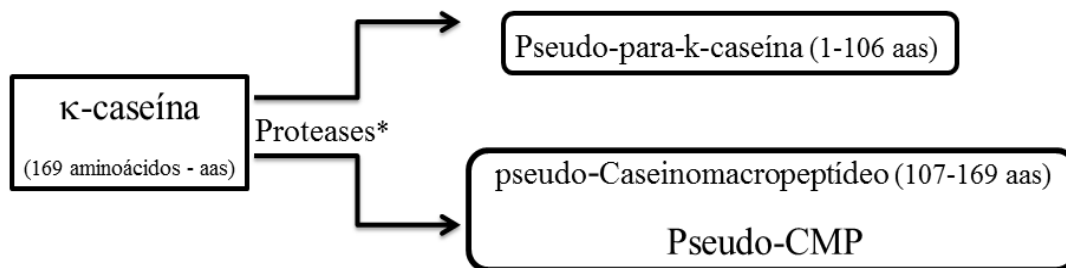 Pseudo-para-k-caseína (1-106 aas)
κ-caseína
(169 aminoácidos - aas)
Proteases*
pseudo-Caseinomacropeptídeo (107-169 aas)
Pseudo-CMP